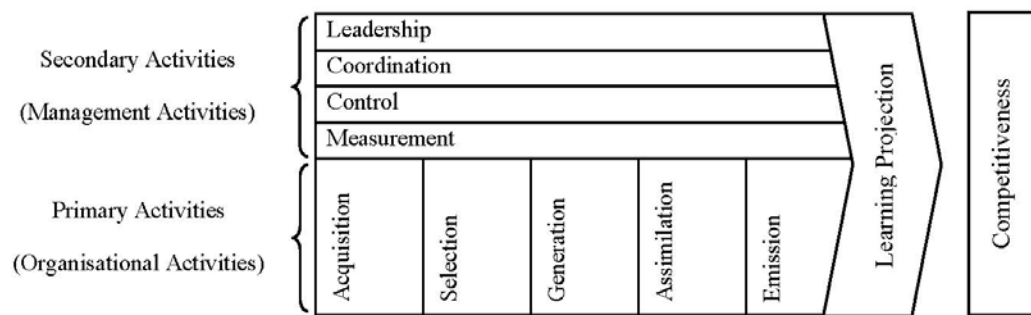 Secondary Activities
(Management Activities)
Leadership
Coordination
Control
Measurement
Primary Activities
(Organisational Activities)
Acquisition
Selection
Generation
Assimilation
Emission
Learning Projection
Competitiveness